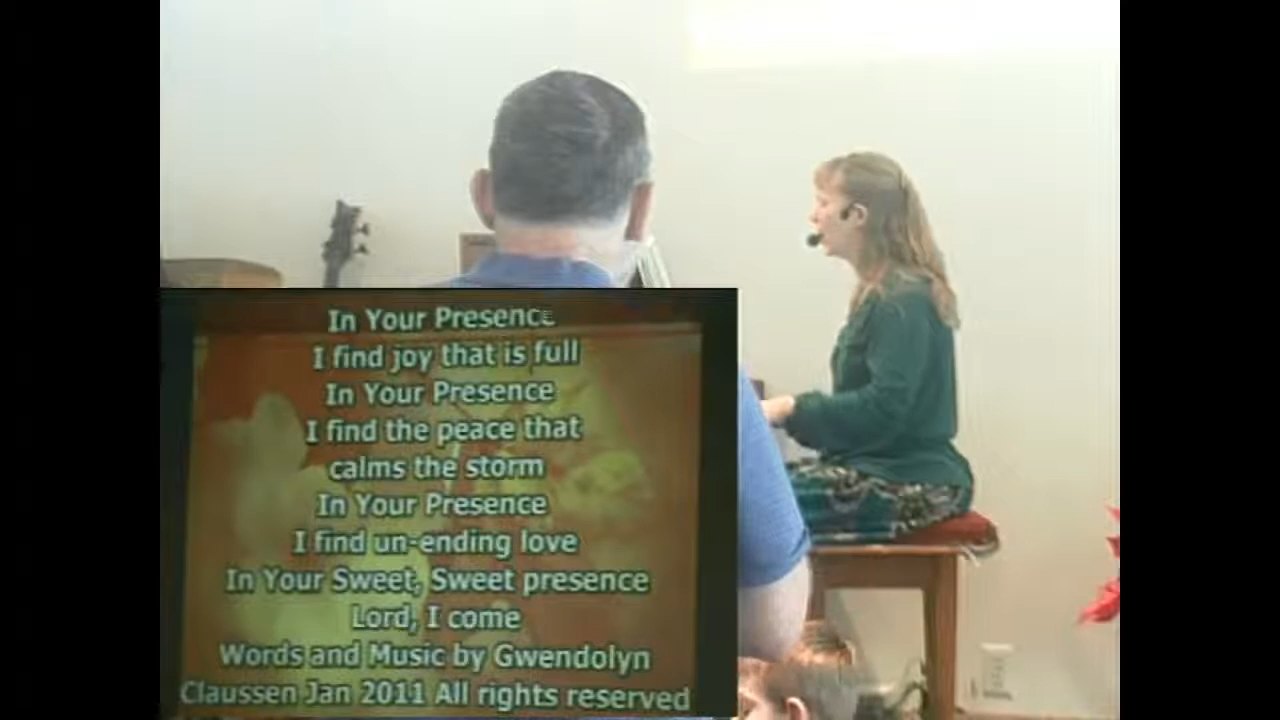 In Your Presence
I find joy that is full
In Your Presence
I find the peace that
calms the storm
In Your Presence
I find un-ending love
In Your Sweet, Sweet presence
Lord, I come
Words and Music by Gwendolyn
Claussen Jan 2011 All rights reserved